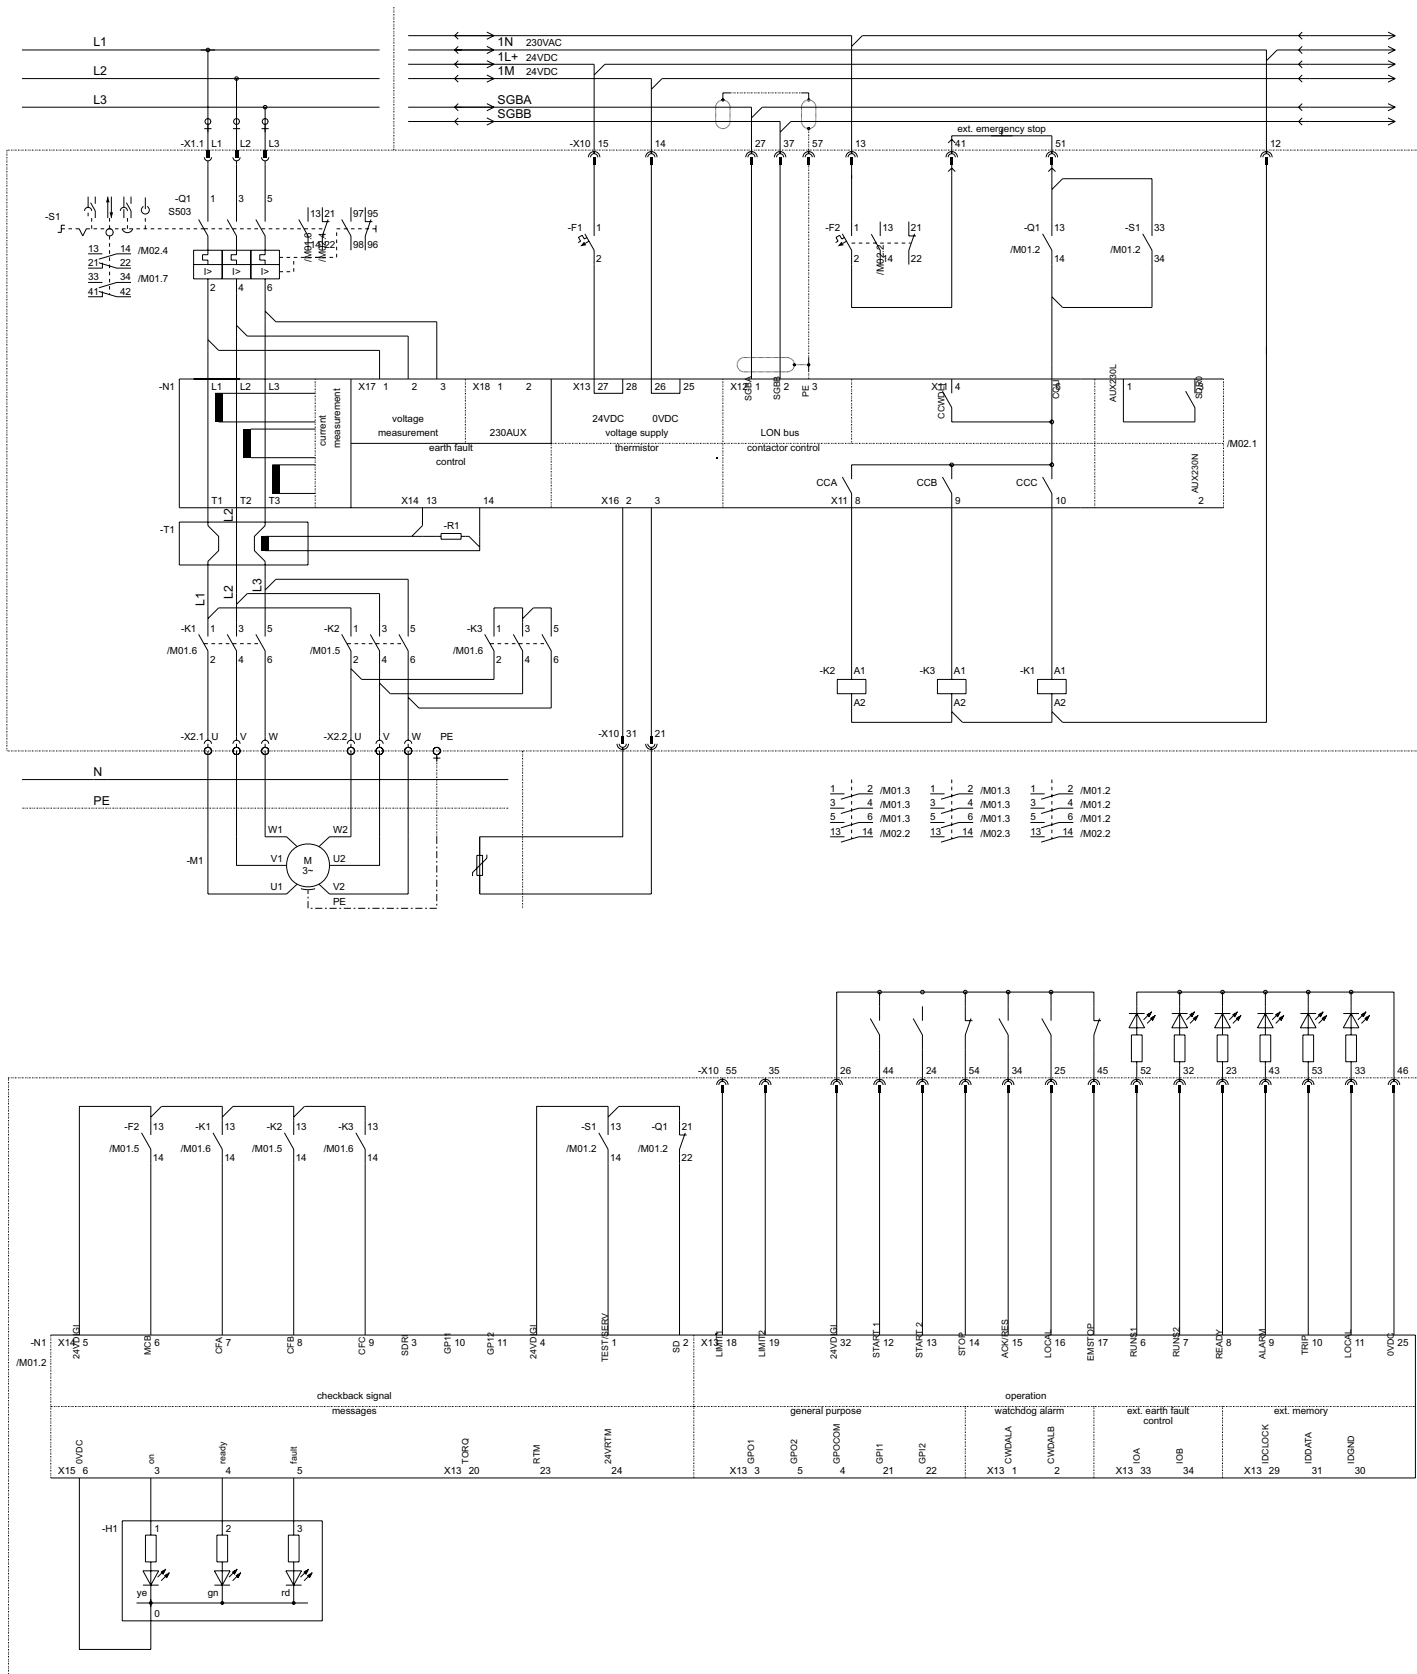 L1
1N 230VAC
1L+ 24VDC
L2
1M 24VDC
L3
SGBA
SGBB
ext. emergency stop
-X1.1 L1 L2 L3
-X10 15 14 27 37 57 13 41 51 12
-S1
-Q1 1 3 5
S503
13 21 97 95
14 22 98 96
/M01.8
13 14 /M02.4
21 22
33 34 /M01.7
41 42
I> I> I>
2 4 6
-F1 1
2
-F2 1 13 21
2 14 22
/M02.2
-Q1 13
/M01.2
14
-S1 33
/M01.2
34
-N1 L1 L2 L3
current
measurement
X17 1 2 3 X18 1 2
X13 27 28 26 25
X12 1 2 3
SGBA SGBB PE
X11 4 6
CCWDI
AUX230L
1
voltage
measurement
230AUX
24VDC 0VDC
voltage supply
LON bus
earth fault
control
thermistor
contactor control
/M02.1
CCA CCB CCC
AUX230N
T1 T2 T3
X14 13 14
X16 2 3
X11 8 9 10
2
L2
-T1
-R1
L1 L2 L3
-K1 1 3 5
/M01.6
2 4 6
-K2 1 3 5
/M01.5
2 4 6
-K3 1 3 5
/M01.6
2 4 6
-K2 A1
A2
-K3 A1
A2
-K1 A1
A2
-X2.1 U V W
-X2.2 U V W PE
-X10 31 21
N
PE
1 2 /M01.3
3 4 /M01.3
5 6 /M01.3
13 14 /M02.2
1 2 /M01.3
3 4 /M01.3
5 6 /M01.3
13 14 /M02.3
1 2 /M01.2
3 4 /M01.2
5 6 /M01.2
13 14 /M02.2
-M1
W1 W2
V1 M U2
3~
U1 V2
PE
-X10 55 35 26 44 24 54 34 25 45 52 32 23 43 53 33 46
-F2 13
/M01.5
14
-K1 13
/M01.6
14
-K2 13
/M01.5
14
-K3 13
/M01.6
14
-S1 13
/M01.2
14
-Q1 21
/M01.2
22
-N1
/M01.2
X14 5 6 7 8 9 3 10 11 4 1 2
24VDIGI MCB CFA CFB CFC SDRI GP11 GP12 24VDIGI TEST/SERV SD
X13 18 19 32 12 13 14 15 16 17 6 7 8 9 10 11 25
LIMIT1 LIMIT2 24VDIGI START 1 START 2 STOP ACK/RES LOCAL EMSTOP RUNS1 RUNS2 READY ALARM TRIP LOCAL 0VDC
checkback signal
operation
messages
general purpose
watchdog alarm
ext. earth fault
control
ext. memory
0VDC on ready fault TORQ RTM 24VRTM
X15 6 3 4 5 X13 20 23 24
GPO1 GPO2 GPOCOM GPI1 GPI2
X13 3 5 4 21 22
CWDALA CWDALB
X13 1 2
IOA IOB
X13 33 34
IDCLOCK IDDATA IDGND
X13 29 31 30
-H1 1 2 3
ye gn rd
0